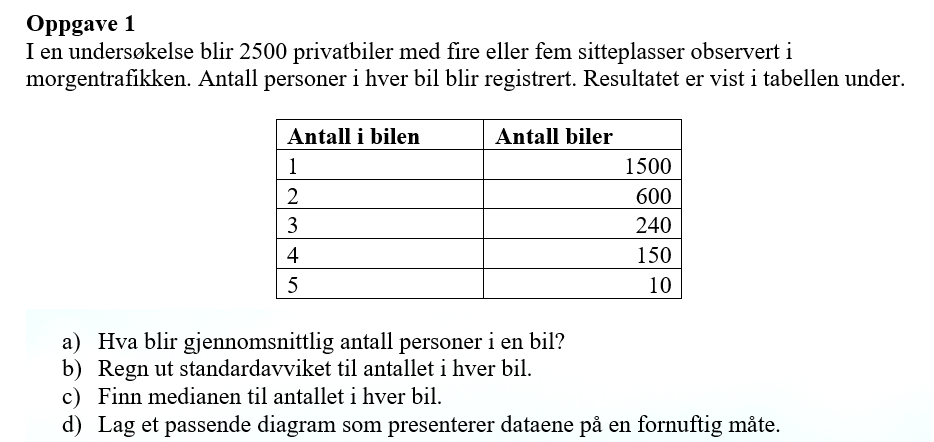 Oppgave 1
I en undersøkelse blir 2500 privatbiler med fire eller fem sitteplasser observert i
morgentrafikken. Antall personer i hver bil blir registrert. Resultatet er vist i tabellen under.
Antall i bilen Antall biler
1 1500
2 600
3 240
4 150
5 10
a) Hva blir gjennomsnittlig antall personer i en bil?
b) Regn ut standardavviket til antallet i hver bil.
c) Finn medianen til antallet i hver bil.
d) Lag et passende diagram som presenterer dataene på en fornuftig måte.